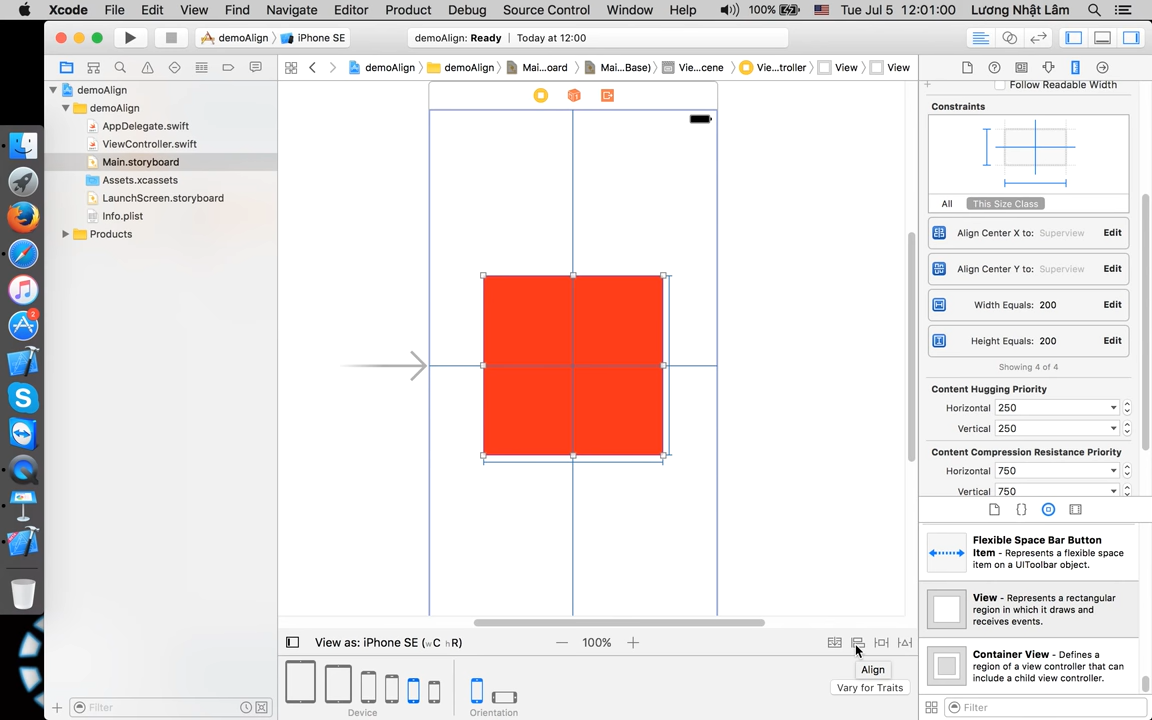 Xcode File Edit View Find Navigate Editor Product Debug Source Control Window Help 100% Tue Jul 5 12:01:00 Lương Nhật Lâm
demoAlign iPhone SE demoAlign: Ready Today at 12:00
demoAlign demoAlign Mai...oard Mai...Base) Vie...cene Vie...troller View View
demoAlign
demoAlign
AppDelegate.swift
ViewController.swift
Main.storyboard
Assets.xcassets
LaunchScreen.storyboard
Info.plist
Products
Follow Readable Width
Constraints
All This Size Class
Align Center X to: Superview Edit
Align Center Y to: Superview Edit
Width Equals: 200 Edit
Height Equals: 200 Edit
Showing 4 of 4
Content Hugging Priority
Horizontal 250
Vertical 250
Content Compression Resistance Priority
Horizontal 750
Vertical 750
Flexible Space Bar Button
Item - Represents a flexible space
item on a UIToolbar object.
View - Represents a rectangular
region in which it draws and
receives events.
Container View - Defines a
region of a view controller that can
include a child view controller.
View as: iPhone SE (wC hR) 100%
Align
Vary for Traits
Device Orientation
Filter Filter
2